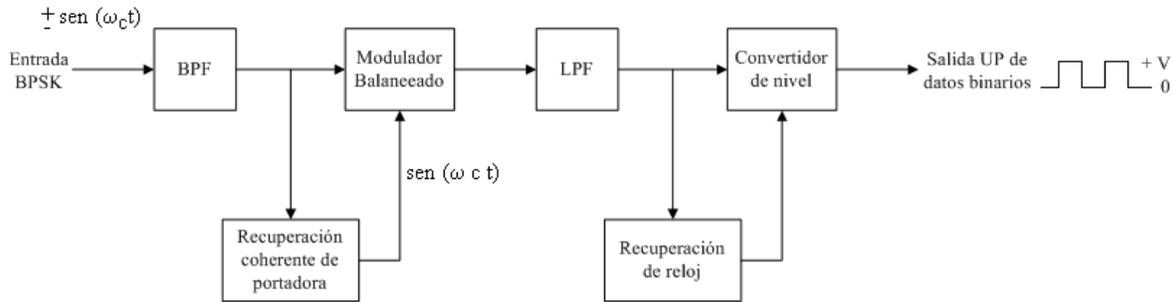 ± sen (ωCt)
Entrada
BPSK
BPF
Modulador
Balaneeado
LPF
Convertidor
de nivel
Salida UP de
datos binarios
+ V
0
sen (ω c t)
Recuperación
coherente de
portadora
Recuperación
de reloj